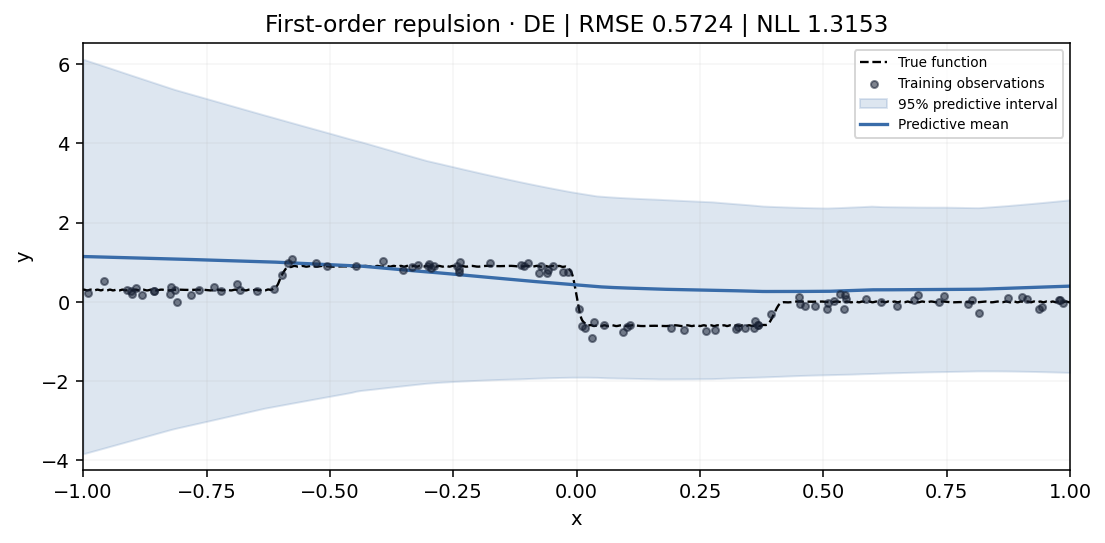 First-order repulsion · DE | RMSE 0.5724 | NLL 1.3153
True function
Training observations
95% predictive interval
Predictive mean
y
6
4
2
0
−2
−4
−1.00 −0.75 −0.50 −0.25 0.00 0.25 0.50 0.75 1.00
x